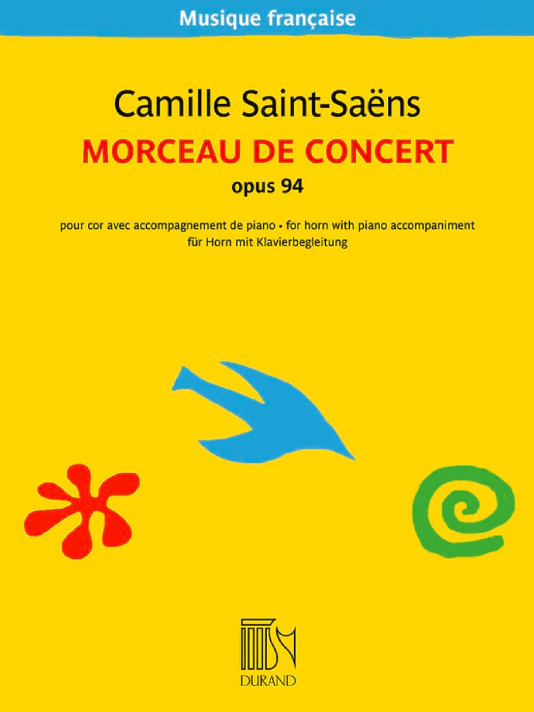 Musique française
Camille Saint-Saëns
MORCEAU DE CONCERT
opus 94
pour cor avec accompagnement de piano • for horn with piano accompaniment
für Horn mit Klavierbegleitung
DURAND